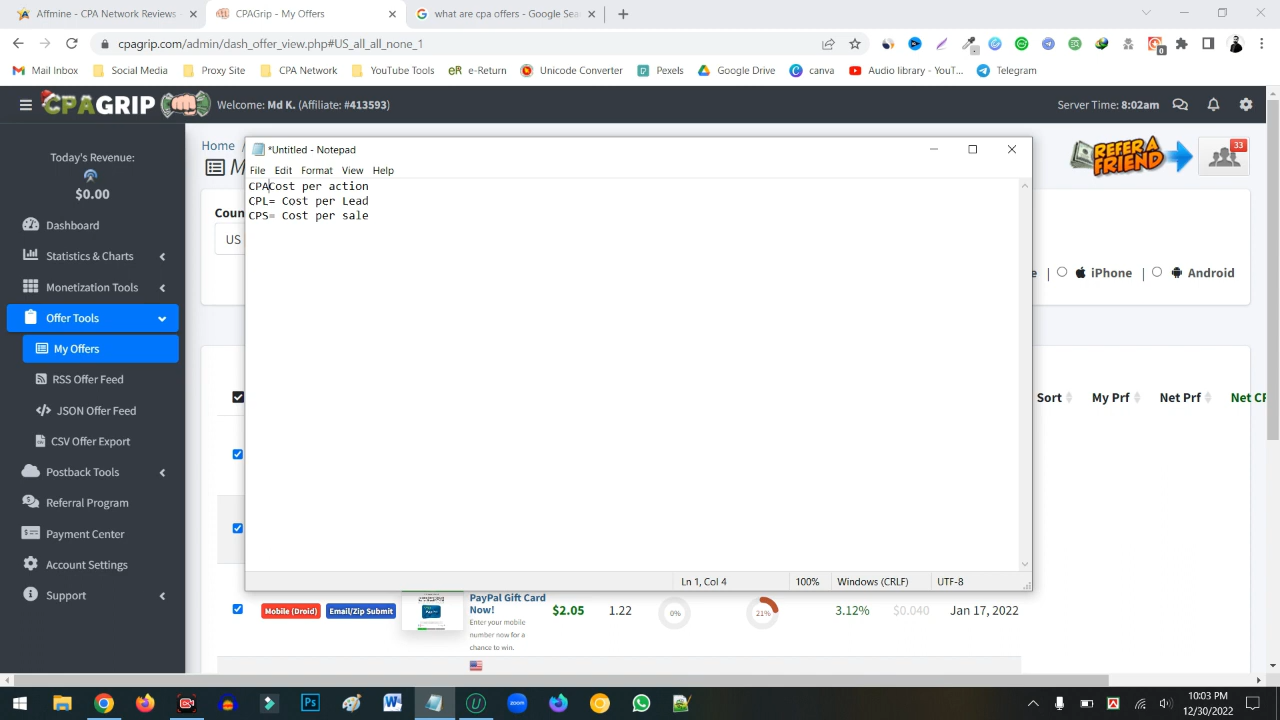 Affmine - CPA Network Reviews
CPAGrip - My Offers
what are cpa offers - Google Sea
cpagrip.com/admin/dash_offer_view.php#US_all_all_none_1
Mail Inbox
Social Media
Proxy Site
CPA Network
YouTube Tools
eR e-Return
Unicode Converter
Pexels
Google Drive
canva
Audio library - YouT...
Telegram
CPAGRIP
Welcome: Md K. (Affiliate: #413593)
Server Time: 8:02am
Today's Revenue:
$0.00
Dashboard
Statistics & Charts
Monetization Tools
Offer Tools
My Offers
RSS Offer Feed
JSON Offer Feed
CSV Offer Export
Postback Tools
Referral Program
Payment Center
Account Settings
Support
Home /
M
REFER A
FRIEND
33
Coun
US
e | iPhone | Android
*Untitled - Notepad
File Edit Format View Help
CPACost per action
CPL= Cost per Lead
CPS= Cost per sale
Ln 1, Col 4
100%
Windows (CRLF)
UTF-8
Sort
My Prf
Net Prf
Net CF
Mobile (Droid)
Email/Zip Submit
PayPal Gift Card
Now!
Enter your mobile
number now for a
chance to win.
$2.05
1.22
0%
21%
3.12%
$0.040
Jan 17, 2022
zoom
10:03 PM
12/30/2022